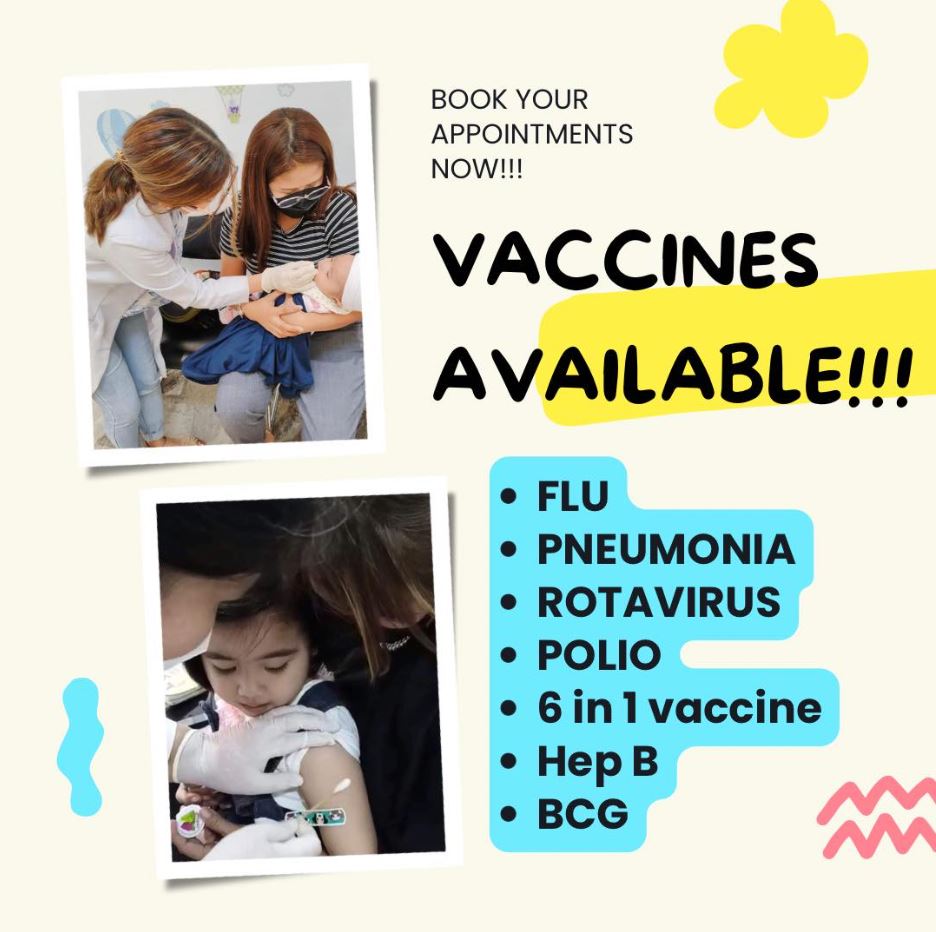 BOOK YOUR
APPOINTMENTS
NOW!!!
VACCINES
AVAILABLE!!!
• FLU
• PNEUMONIA
• ROTAVIRUS
• POLIO
• 6 in 1 vaccine
• Hep B
• BCG